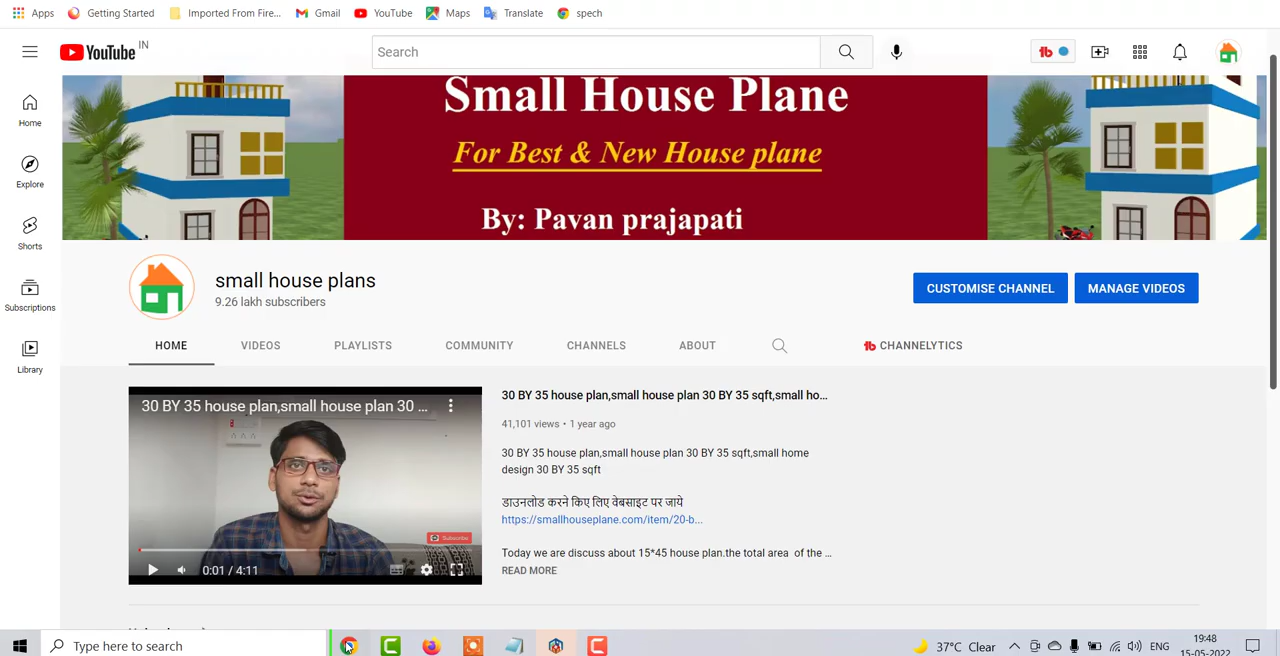 Apps Getting Started Imported From Fire... Gmail YouTube Maps Translate spech
YouTube IN Search
Small House Plane
For Best & New House plane
By: Pavan prajapati
Home
Explore
Shorts
Subscriptions
Library
small house plans
9.26 lakh subscribers
CUSTOMISE CHANNEL MANAGE VIDEOS
HOME VIDEOS PLAYLISTS COMMUNITY CHANNELS ABOUT CHANNELYTICS
30 BY 35 house plan,small house plan 30 ...
Subscribe
0:01 / 4:11
30 BY 35 house plan,small house plan 30 BY 35 sqft,small ho...
41,101 views • 1 year ago
30 BY 35 house plan,small house plan 30 BY 35 sqft,small home
design 30 BY 35 sqft
डाउनलोड करने किए लिए वेबसाइट पर जाये
https://smallhouseplane.com/item/20-b...
Today we are discuss about 15*45 house plan.the total area of the ...
READ MORE
Type here to search
37°C Clear ENG
19:48
15-05-2022